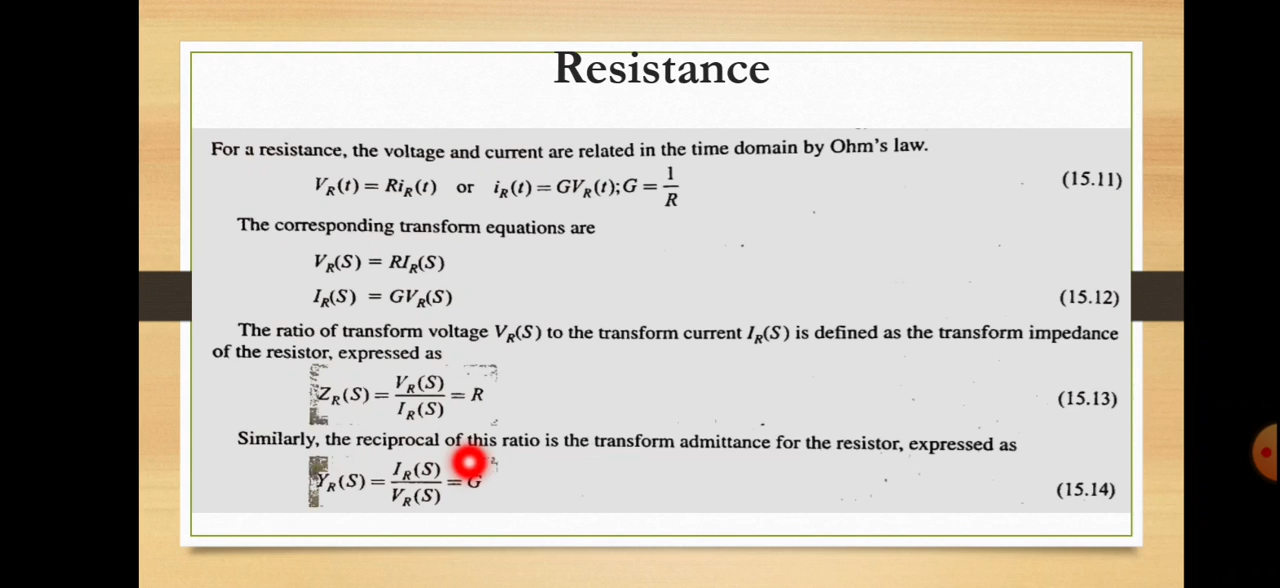 Resistance
For a resistance, the voltage and current are related in the time domain by Ohm's law.
V_R(t) = Ri_R(t) or i_R(t) = GV_R(t); G = 1/R (15.11)
The corresponding transform equations are
V_R(S) = RI_R(S)
I_R(S) = GV_R(S) (15.12)
The ratio of transform voltage V_R(S) to the transform current I_R(S) is defined as the transform impedance
of the resistor, expressed as
Z_R(S) = V_R(S)/I_R(S) = R (15.13)
Similarly, the reciprocal of this ratio is the transform admittance for the resistor, expressed as
Y_R(S) = I_R(S)/V_R(S) = G (15.14)